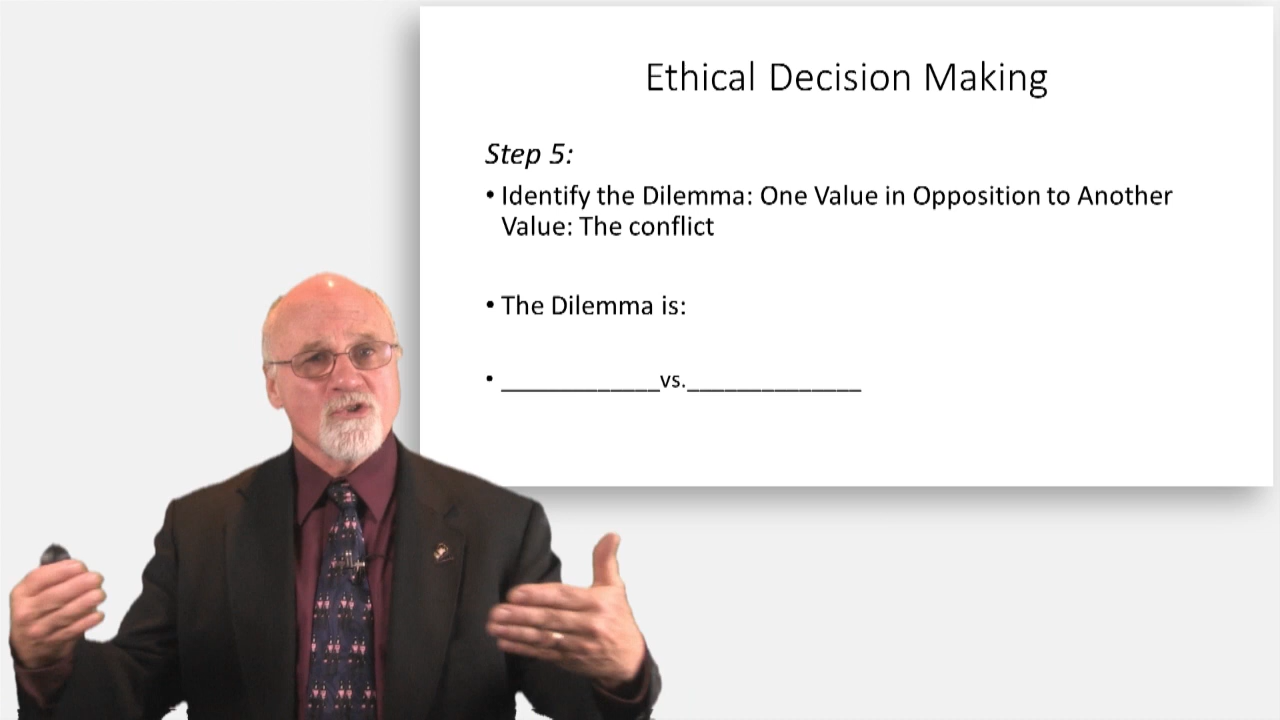 Ethical Decision Making
Step 5:
• Identify the Dilemma: One Value in Opposition to Another
Value: The conflict
• The Dilemma is:
• _____________vs.______________